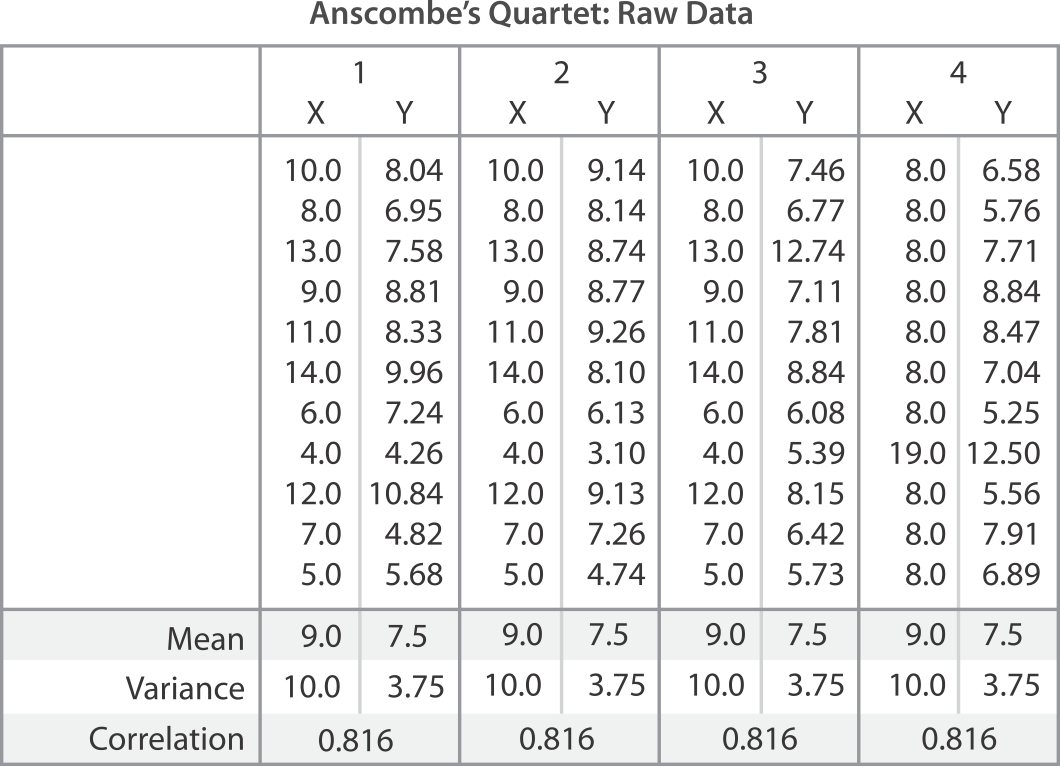 Anscombe’s Quartet: Raw Data
1 2 3 4
X Y X Y X Y X Y
10.0 8.04 10.0 9.14 10.0 7.46 8.0 6.58
8.0 6.95 8.0 8.14 8.0 6.77 8.0 5.76
13.0 7.58 13.0 8.74 13.0 12.74 8.0 7.71
9.0 8.81 9.0 8.77 9.0 7.11 8.0 8.84
11.0 8.33 11.0 9.26 11.0 7.81 8.0 8.47
14.0 9.96 14.0 8.10 14.0 8.84 8.0 7.04
6.0 7.24 6.0 6.13 6.0 6.08 8.0 5.25
4.0 4.26 4.0 3.10 4.0 5.39 19.0 12.50
12.0 10.84 12.0 9.13 12.0 8.15 8.0 5.56
7.0 4.82 7.0 7.26 7.0 6.42 8.0 7.91
5.0 5.68 5.0 4.74 5.0 5.73 8.0 6.89
Mean 9.0 7.5 9.0 7.5 9.0 7.5 9.0 7.5
Variance 10.0 3.75 10.0 3.75 10.0 3.75 10.0 3.75
Correlation 0.816 0.816 0.816 0.816